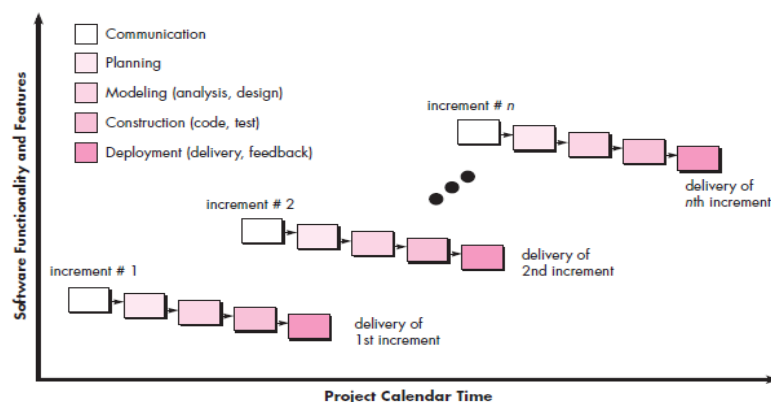 Communication
Planning
Modeling (analysis, design)
Construction (code, test)
Deployment (delivery, feedback)
increment # n
delivery of
nth increment
increment # 2
delivery of
2nd increment
increment # 1
delivery of
1st increment
Software Functionality and Features
Project Calendar Time